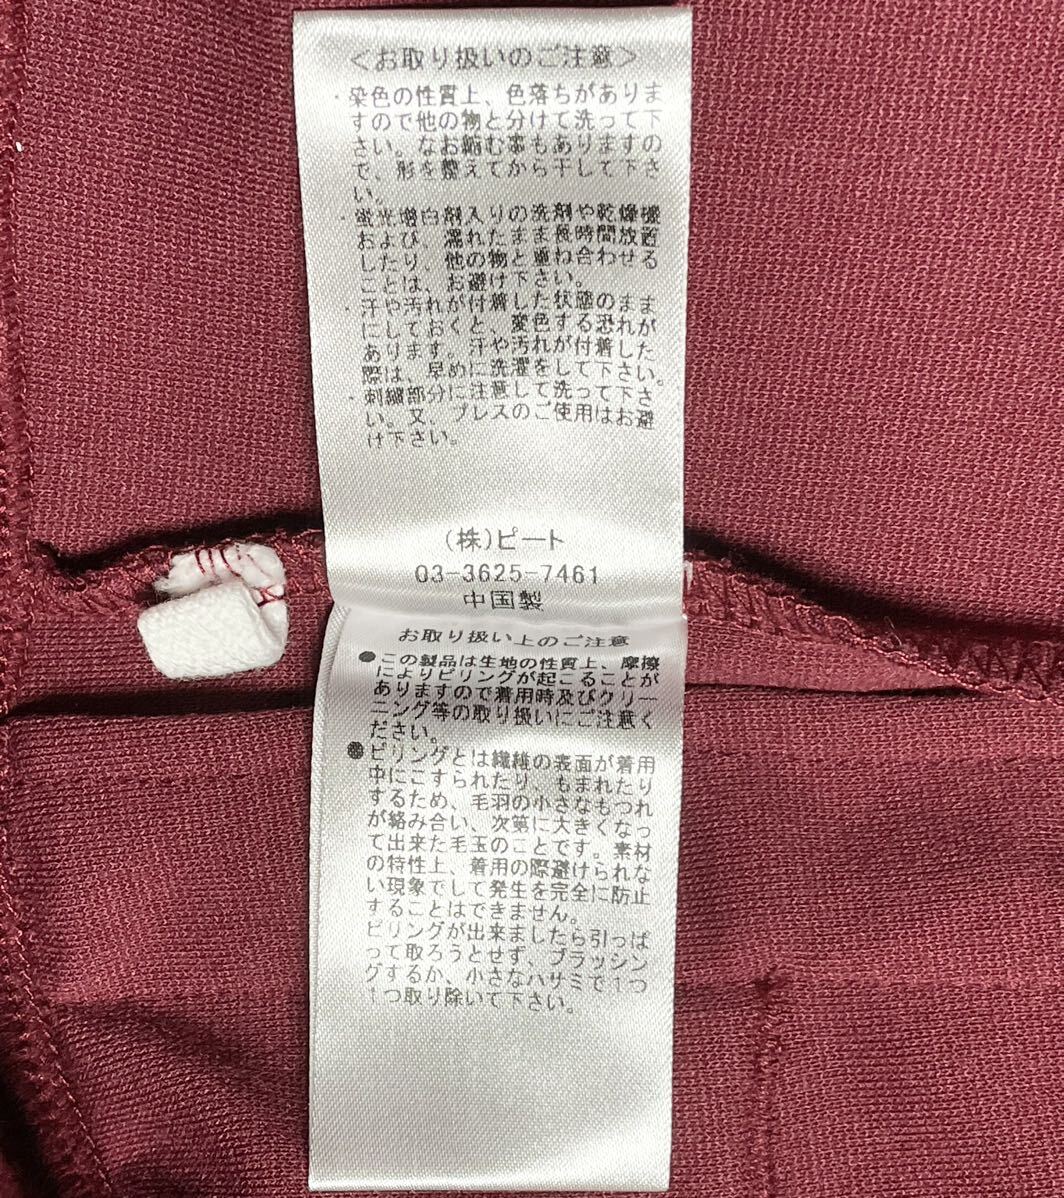 ＜お取り扱いのご注意＞
・染色の性質上、色落ちがありま
すので他の物と分けて洗って下
さい。なお縮む事もありますの
で、形を整えてから干して下さ
い。
・蛍光増白剤入りの洗剤や乾燥機
および、濡れたまま長時間放置
したり、他の物と重ね合わせる
ことは、お避け下さい。
・汗や汚れが付着した状態のまま
にしておくと、変色する恐れが
あります。汗や汚れが付着した
際は、早めに洗濯をして下さい。
・刺繍部分に注意して洗って下さ
い。又、プレスのご使用はお避
け下さい。
(株)ピート
03-3625-7461
中国製
お取り扱い上のご注意
●この製品は生地の性質上、摩擦
によりピリングが起こることが
ありますので着用時及びクリー
ニング等の取り扱いにご注意く
ださい。
●ピリングとは繊維の表面が着用
中にこすられたり、もまれたり
するため、毛羽の小さなもつれ
が絡み合い、次第に大きくなっ
て出来た毛玉のことです。素材
の特性上、着用の際避けられな
い現象でして発生を完全に防止
することはできません。
ピリングが出来ましたら引っぱ
って取ろうとせず、ブラッシン
グするか、小さなハサミで1つ
1つ取り除いて下さい。